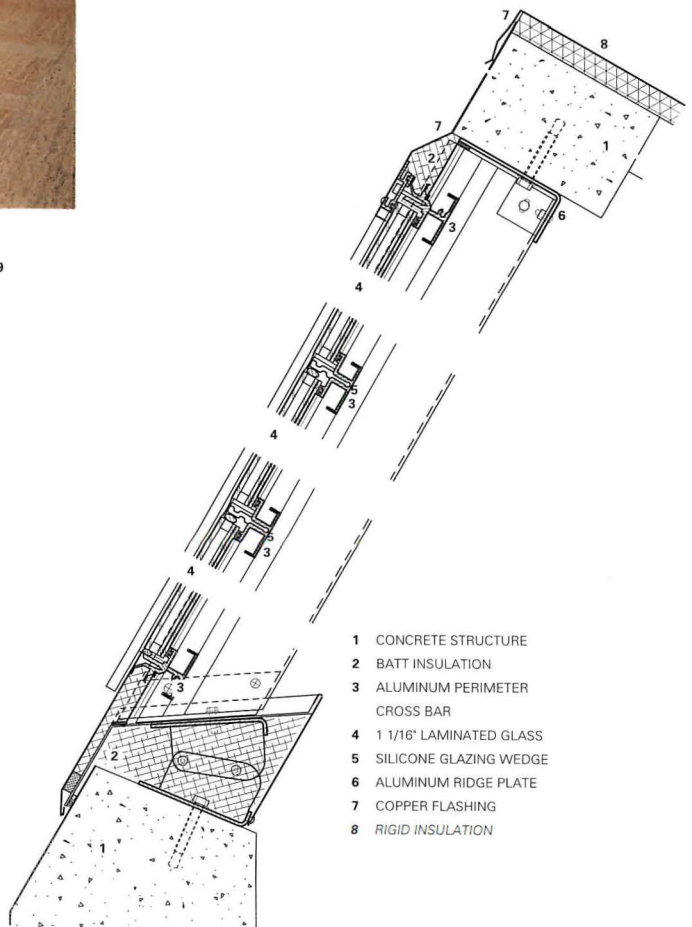 7
8
7
1
2
6
3
9
4
5
3
4
5
3
4
3
2
1
1 CONCRETE STRUCTURE
2 BATT INSULATION
3 ALUMINUM PERIMETER
CROSS BAR
4 1 1/16" LAMINATED GLASS
5 SILICONE GLAZING WEDGE
6 ALUMINUM RIDGE PLATE
7 COPPER FLASHING
8 RIGID INSULATION